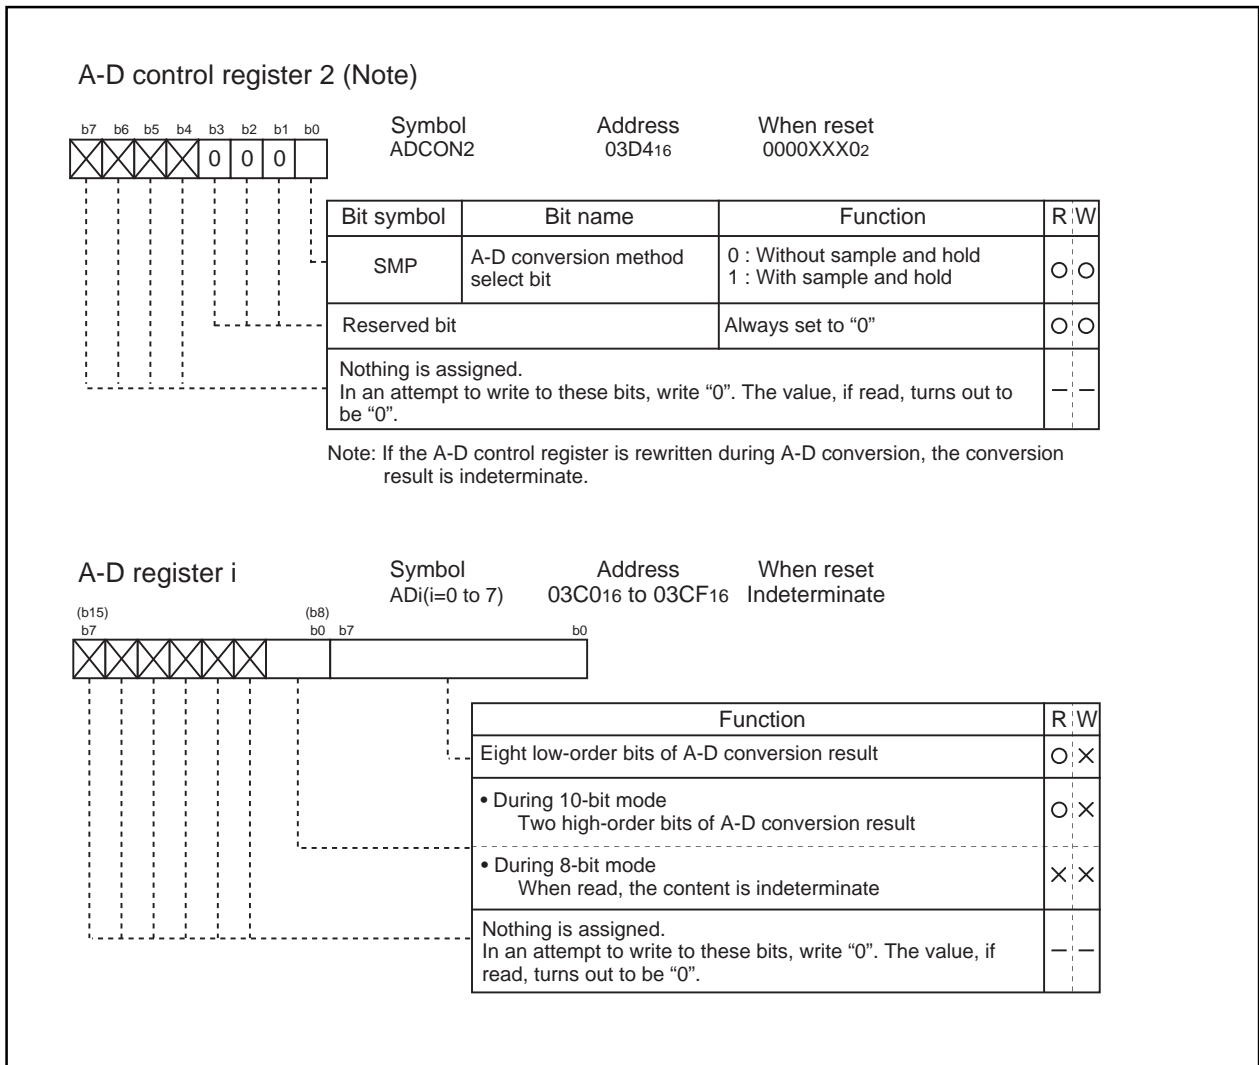 A-D control register 2 (Note)
b7 b6 b5 b4 b3 b2 b1 b0
Symbol Address When reset
ADCON2 03D416 0000XXX02
0 0 0
Bit symbol Bit name Function R W
SMP A-D conversion method select bit 0 : Without sample and hold
1 : With sample and hold
Reserved bit Always set to “0”
Nothing is assigned.
In an attempt to write to these bits, write “0”. The value, if read, turns out to
be “0”.
Note: If the A-D control register is rewritten during A-D conversion, the conversion
result is indeterminate.
A-D register i
Symbol Address When reset
ADi(i=0 to 7) 03C016 to 03CF16 Indeterminate
(b15) (b8)
b7 b0 b7 b0
Function R W
Eight low-order bits of A-D conversion result
• During 10-bit mode
Two high-order bits of A-D conversion result
• During 8-bit mode
When read, the content is indeterminate
Nothing is assigned.
In an attempt to write to these bits, write “0”. The value, if
read, turns out to be “0”.